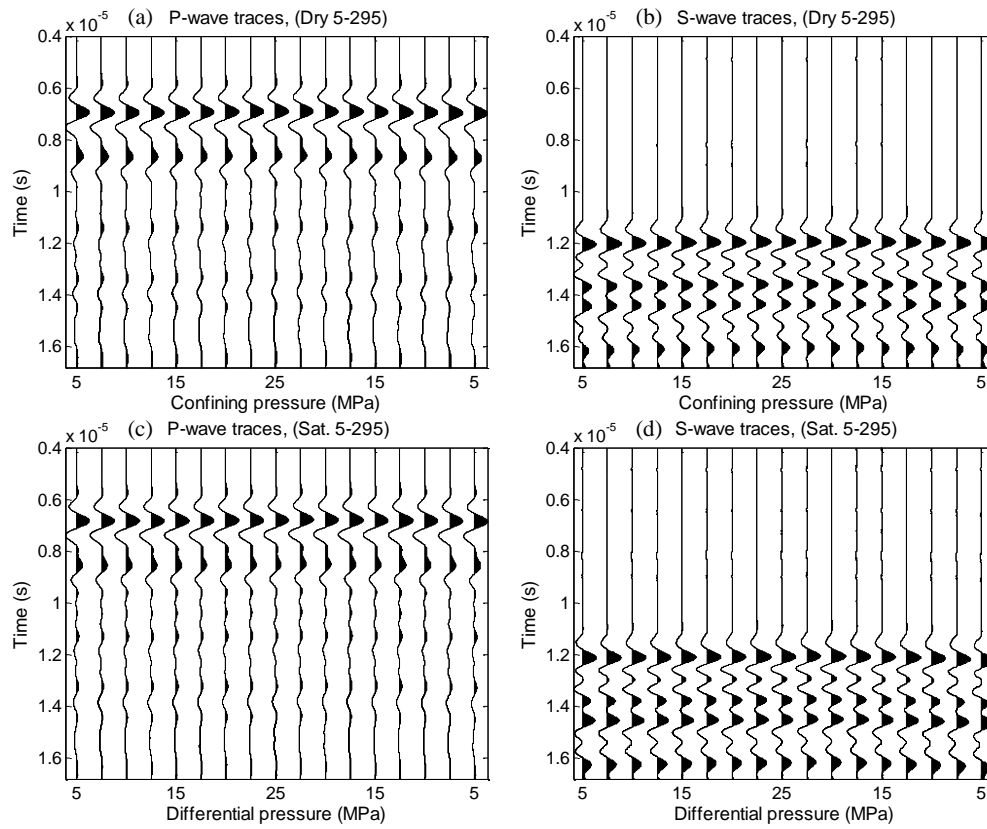 (a) P-wave traces, (Dry 5-295)
x 10^-5
0.4
0.6
0.8
1
1.2
1.4
1.6
Time (s)
5 15 25 15 5
Confining pressure (MPa)
(b) S-wave traces, (Dry 5-295)
x 10^-5
0.4
0.6
0.8
1
1.2
1.4
1.6
Time (s)
5 15 25 15 5
Confining pressure (MPa)
(c) P-wave traces, (Sat. 5-295)
x 10^-5
0.4
0.6
0.8
1
1.2
1.4
1.6
Time (s)
5 15 25 15 5
Differential pressure (MPa)
(d) S-wave traces, (Sat. 5-295)
x 10^-5
0.4
0.6
0.8
1
1.2
1.4
1.6
Time (s)
5 15 25 15 5
Differential pressure (MPa)